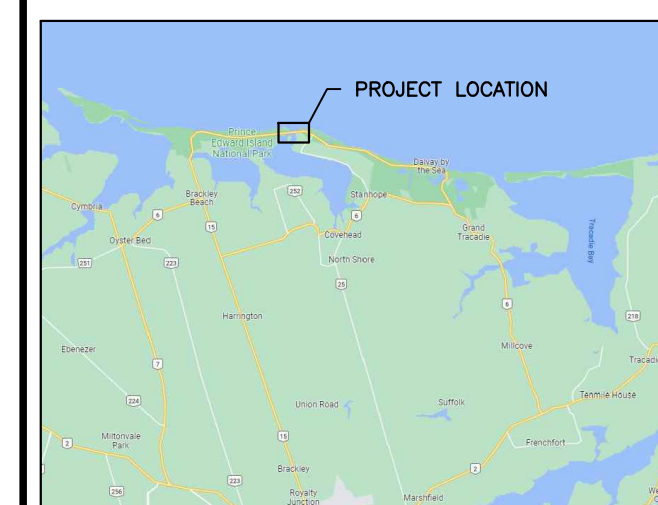 PROJECT LOCATION
Prince
Edward Island
National Park
Dalvay by
the Sea
252
Stanhope
Brackley
Beach
Cymbria
6
6
15
Grand
Tracadie
Tracadie Bay
Covehead
Oyster Bed
251
223
North Shore
25
6
Harrington
218
Millcove
Ebenezer
Tracadi
7
Tenmile House
224
Union Road
Suffolk
Miltonvale
Park
2
15
Frenchfort
Brackley
2
223
256
Royalty
Junction
Marshfield
We